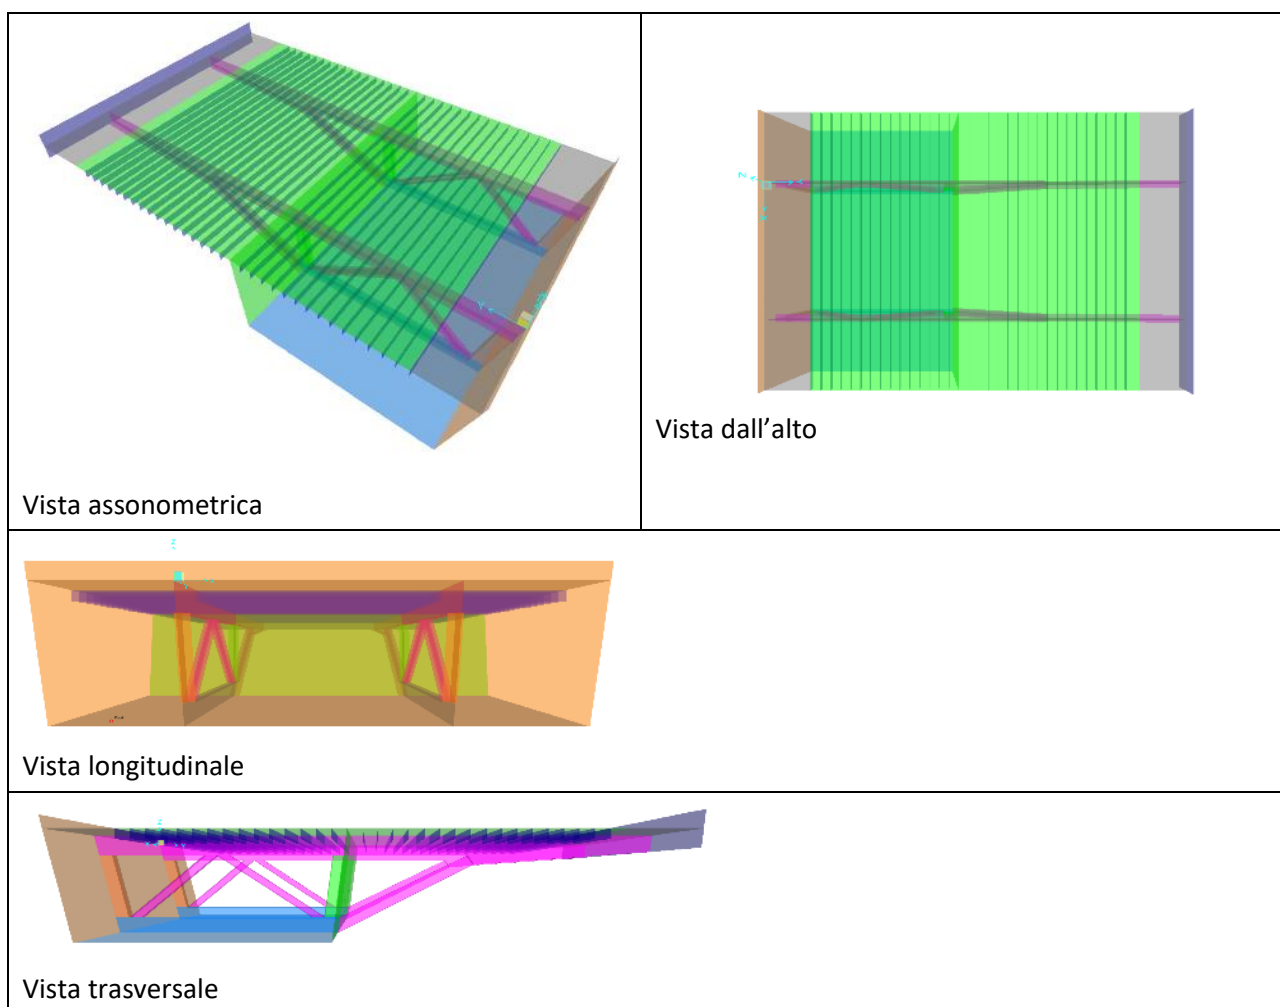 Vista assonometrica
Z
Vista dall'alto
Z
Vista longitudinale
Vista trasversale